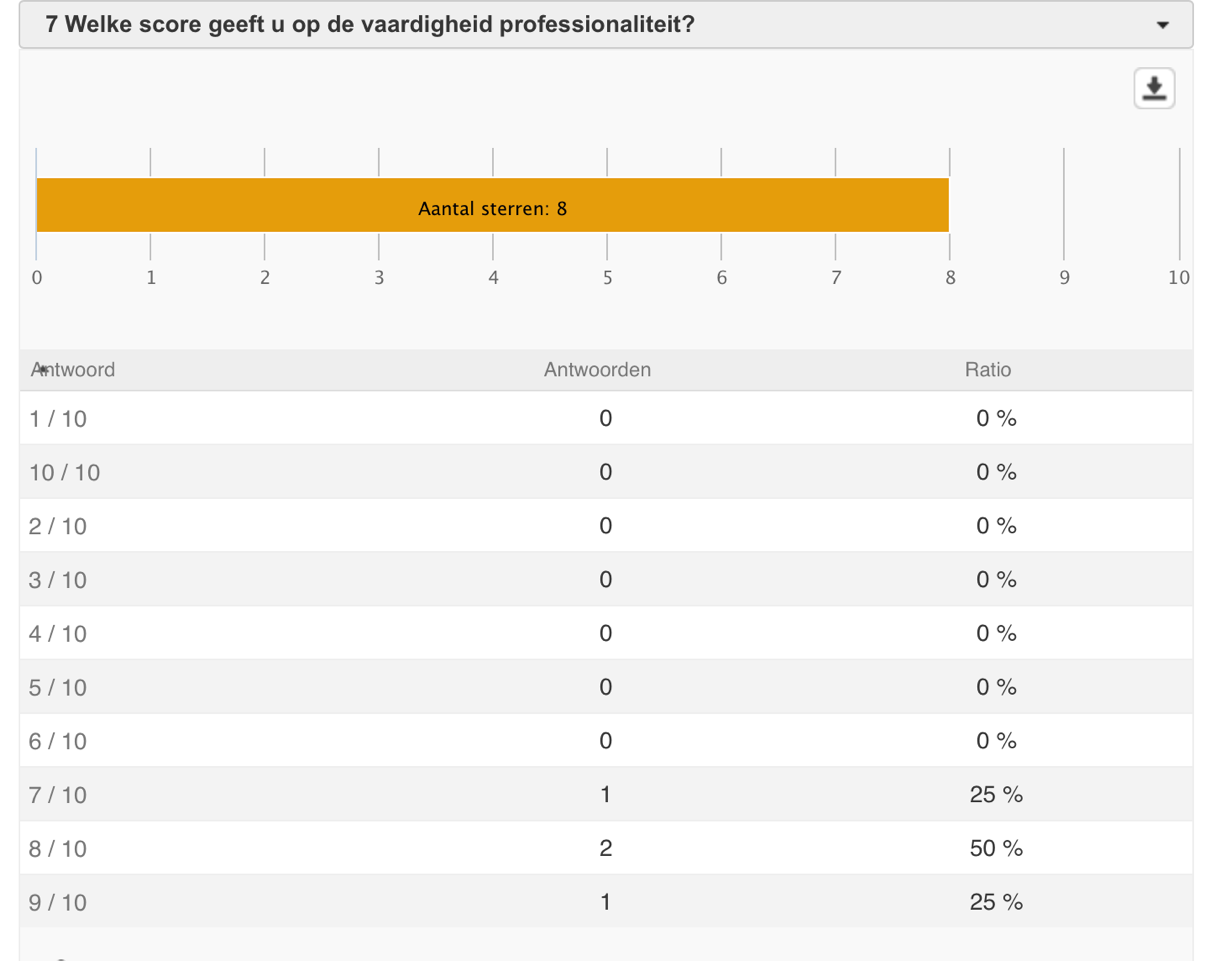 7 Welke score geeft u op de vaardigheid professionaliteit?
Aantal sterren: 8
0 1 2 3 4 5 6 7 8 9 10
Antwoord Antwoorden Ratio
1 / 10 0 0 %
10 / 10 0 0 %
2 / 10 0 0 %
3 / 10 0 0 %
4 / 10 0 0 %
5 / 10 0 0 %
6 / 10 0 0 %
7 / 10 1 25 %
8 / 10 2 50 %
9 / 10 1 25 %